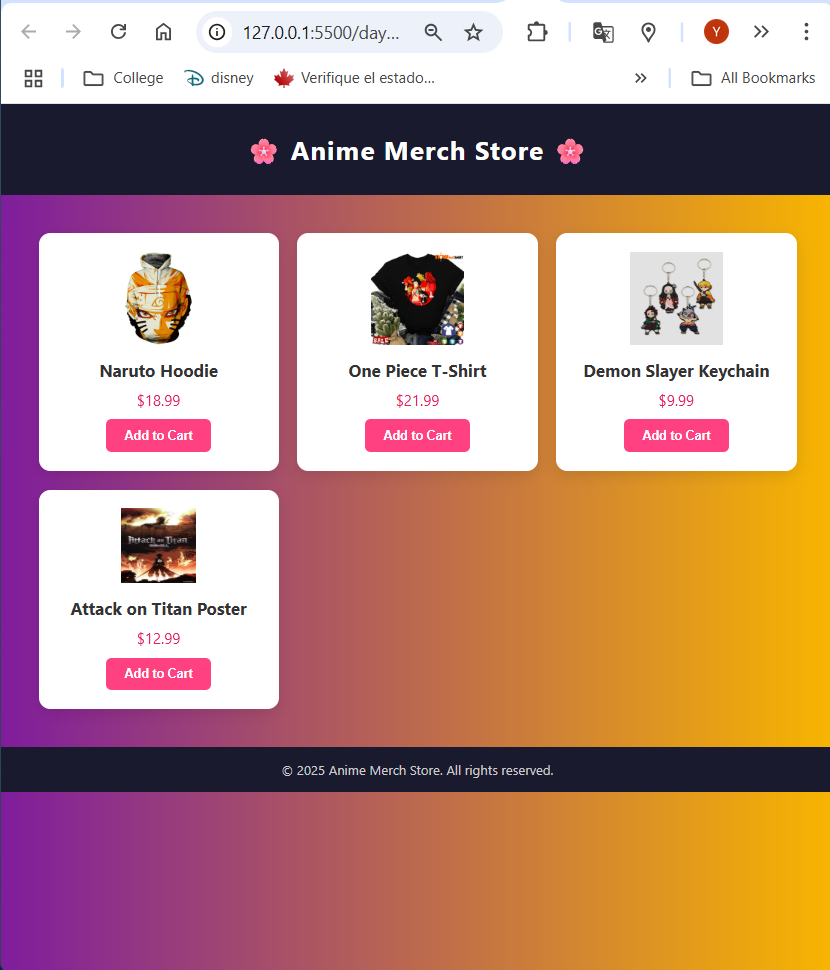 127.0.0.1:5500/day...
Y
College
disney
Verifique el estado...
All Bookmarks
🌸 Anime Merch Store 🌸
Naruto Hoodie
$18.99
Add to Cart
One Piece T-Shirt
$21.99
Add to Cart
Demon Slayer Keychain
$9.99
Add to Cart
Attack on Titan
Attack on Titan Poster
$12.99
Add to Cart
© 2025 Anime Merch Store. All rights reserved.